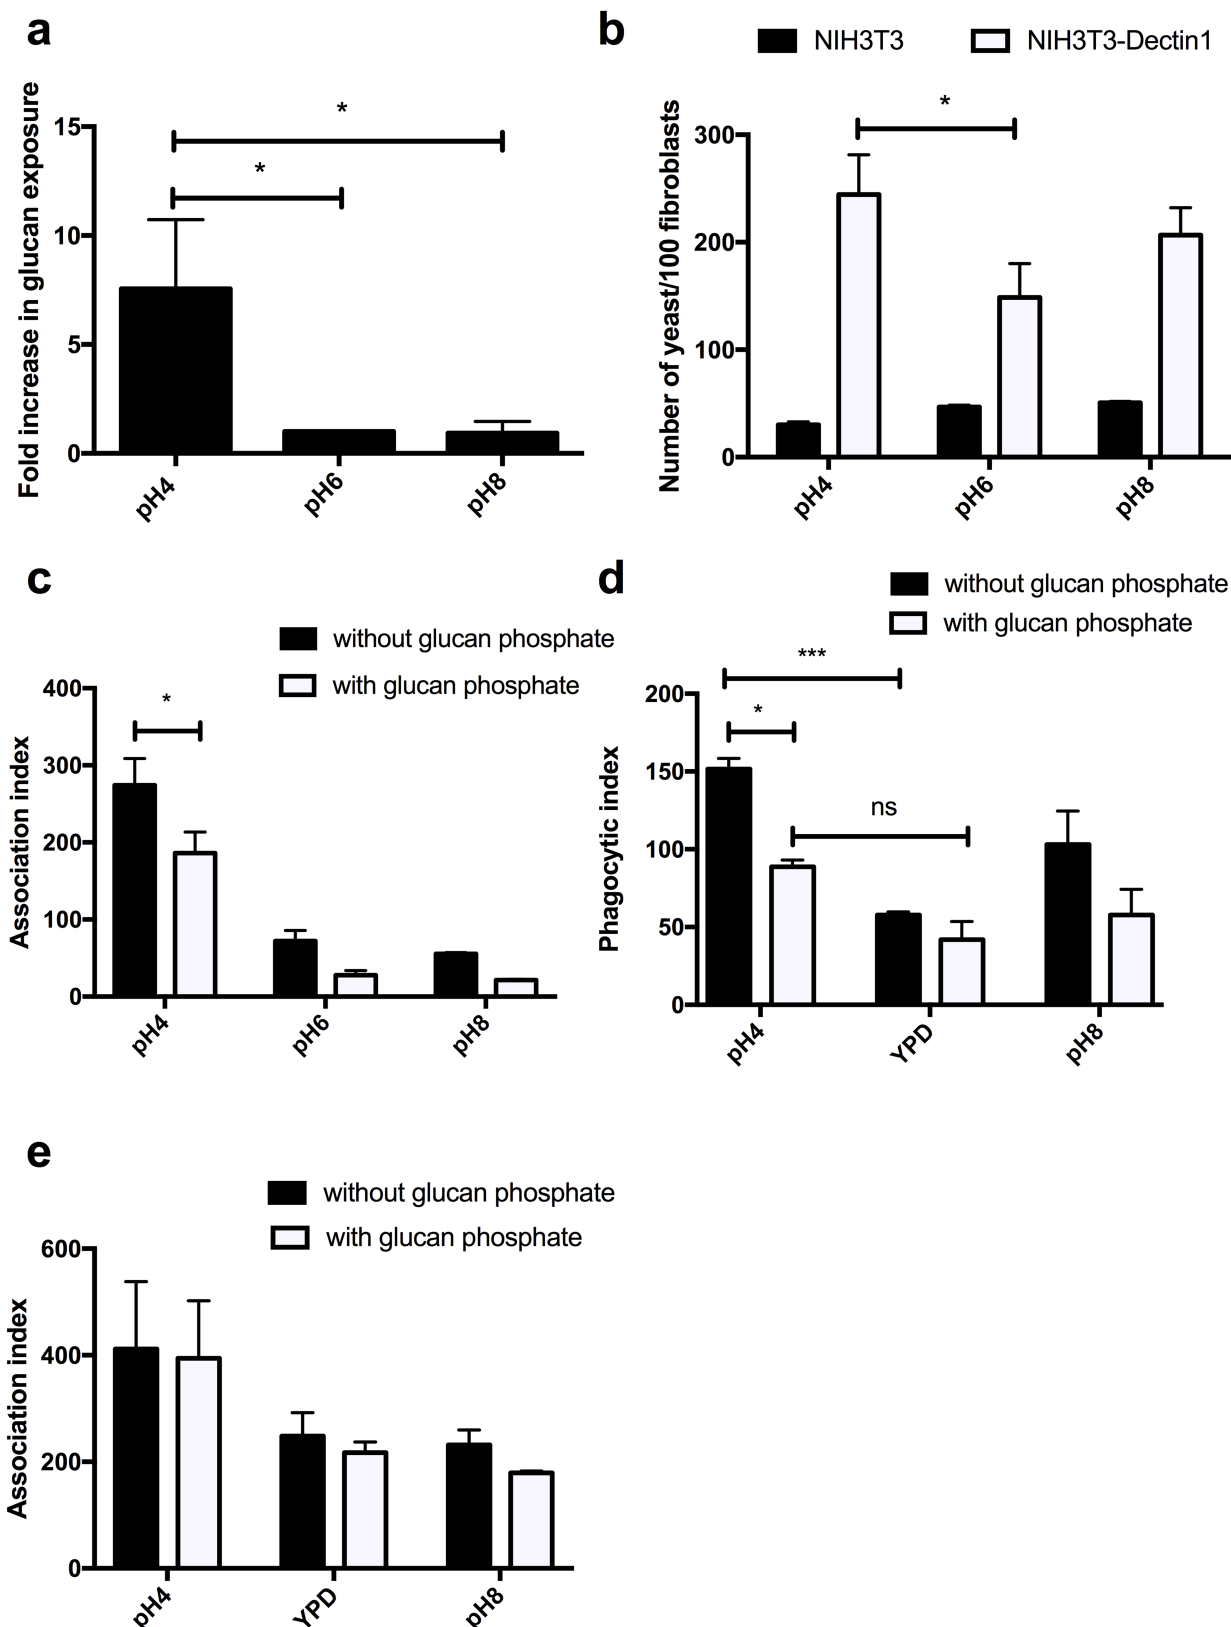 a
Fold increase in glucan exposure
15
10
5
0
*
*
pH4
pH6
pH8
b
NIH3T3
NIH3T3-Dectin1
Number of yeast/100 fibroblasts
300
200
100
0
*
pH4
pH6
pH8
c
without glucan phosphate
with glucan phosphate
Association index
400
300
200
100
0
*
pH4
pH6
pH8
d
without glucan phosphate
with glucan phosphate
Phagocytic index
200
150
100
50
0
***
*
ns
pH4
YPD
pH8
e
without glucan phosphate
with glucan phosphate
Association index
600
400
200
0
pH4
YPD
pH8